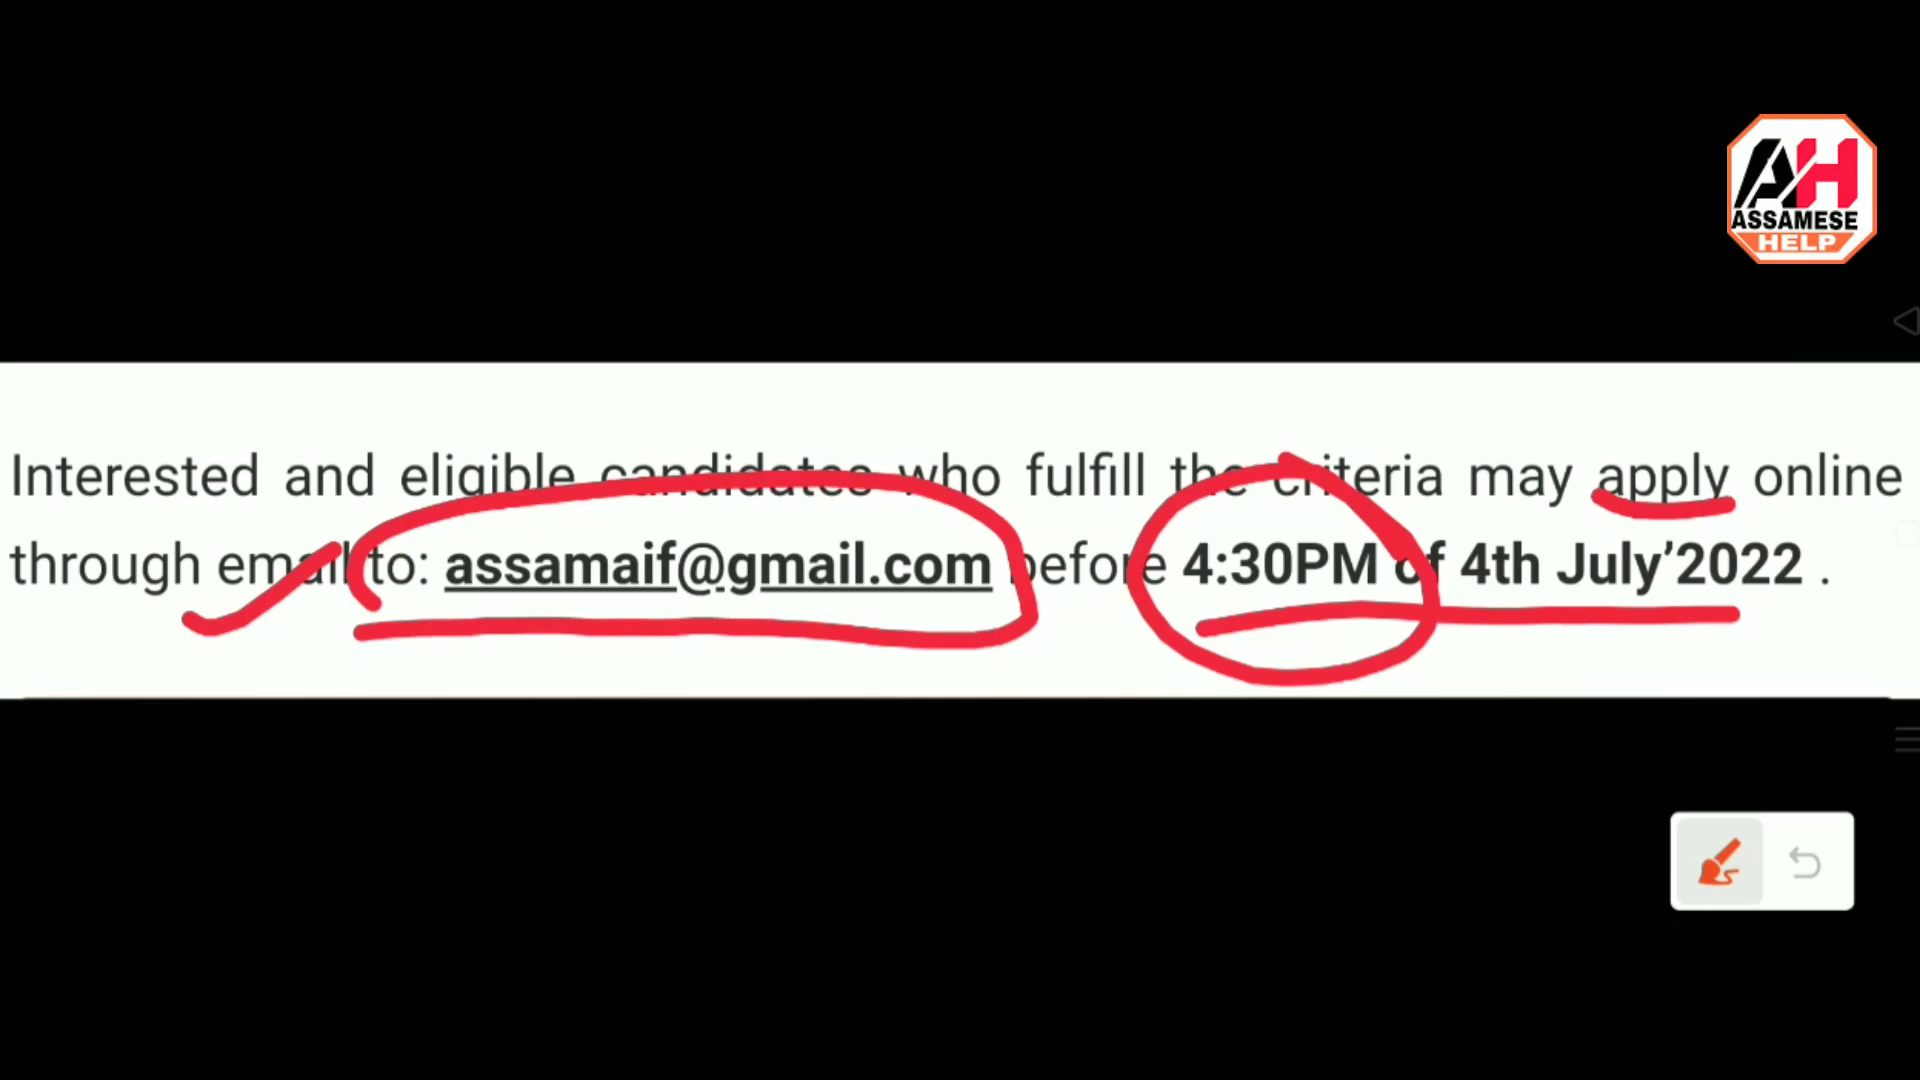 AH
ASSAMESE
HELP
Interested and eligible candidates who fulfill the criteria may apply online
through email to: assamaif@gmail.com before 4:30PM of 4th July’2022 .